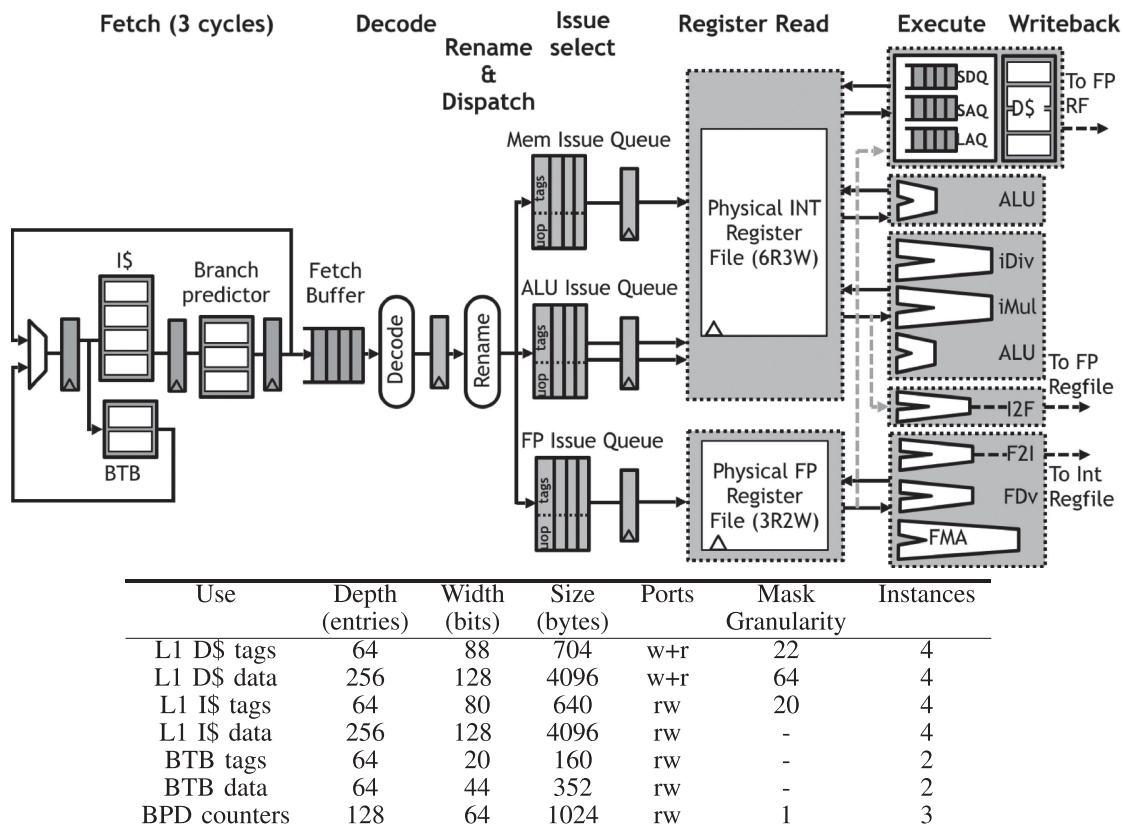 Fetch (3 cycles)
Decode
Rename
&
Dispatch
Issue
select
Register Read
Execute
Writeback
Mem Issue Queue
tags
uop
ALU Issue Queue
tags
uop
FP Issue Queue
tags
uop
I$
BTB
Branch
predictor
Fetch
Buffer
Decode
Rename
Physical INT
Register
File (6R3W)
Physical FP
Register
File (3R2W)
SDQ
SAQ
LAQ
D$
To FP
RF
ALU
iDiv
iMul
ALU
To FP
Regfile
I2F
F2I
To Int
Regfile
FDv
FMA
Use Depth Width Size Ports Mask Instances
(entries) (bits) (bytes) Granularity
L1 D$ tags 64 88 704 w+r 22 4
L1 D$ data 256 128 4096 w+r 64 4
L1 I$ tags 64 80 640 rw 20 4
L1 I$ data 256 128 4096 rw - 4
BTB tags 64 20 160 rw - 2
BTB data 64 44 352 rw - 2
BPD counters 128 64 1024 rw 1 3